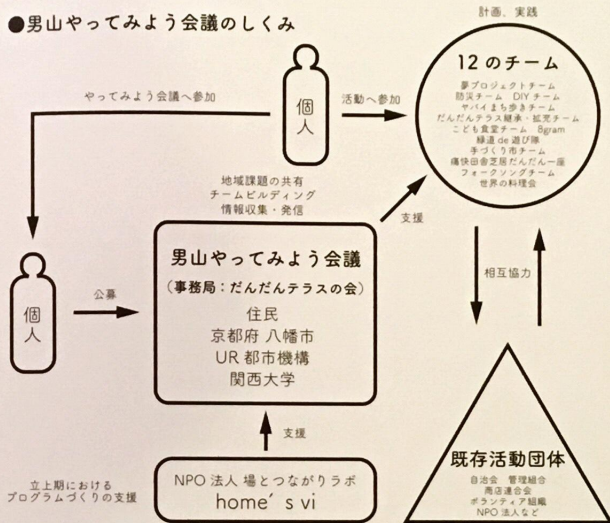 ●男山やってみよう会議のしくみ
計画、実践
12のチーム
夢プロジェクトチーム
防災チーム DIYチーム
ヤバイまち歩きチーム
だんだんテラス継承・拡充チーム
こども食堂チーム 8gram
緑道de遊び隊
手づくり市チーム
痛快田舎芝居だんだん一座
フォークソングチーム
世界の料理会
個人
やってみよう会議へ参加
活動へ参加
地域課題の共有
チームビルディング
情報収集・発信
支援
男山やってみよう会議
(事務局:だんだんテラスの会)
住民
京都府 八幡市
UR都市機構
関西大学
個人
公募
相互協力
支援
立上期における
プログラムづくりの支援
NPO法人 場とつながりラボ
home's vi
既存活動団体
自治会 管理組合
商店連合会
ボランティア組織
NPO法人など